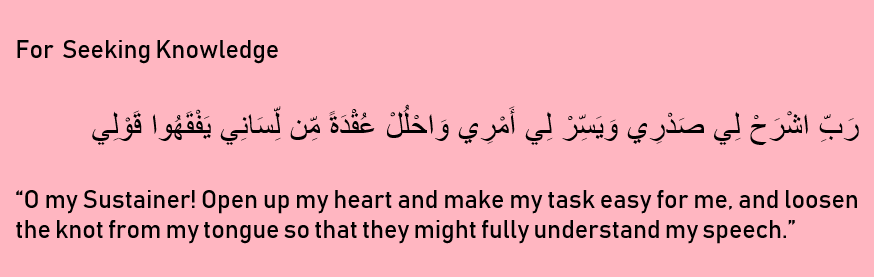 For Seeking Knowledge
رَبِّ اشْرَحْ لِي صَدْرِي وَيَسِّرْ لِي أَمْرِي وَاحْلُلْ عُقْدَةً مِّن لِّسَانِي يَفْقَهُوا قَوْلِي
“O my Sustainer! Open up my heart and make my task easy for me, and loosen
the knot from my tongue so that they might fully understand my speech.”